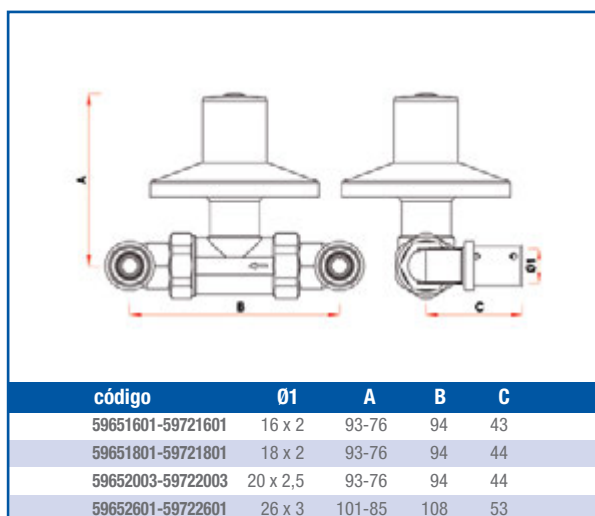 A
B
C
Ø1
código Ø1 A B C
59651601-59721601 16 x 2 93-76 94 43
59651801-59721801 18 x 2 93-76 94 44
59652003-59722003 20 x 2,5 93-76 94 44
59652601-59722601 26 x 3 101-85 108 53